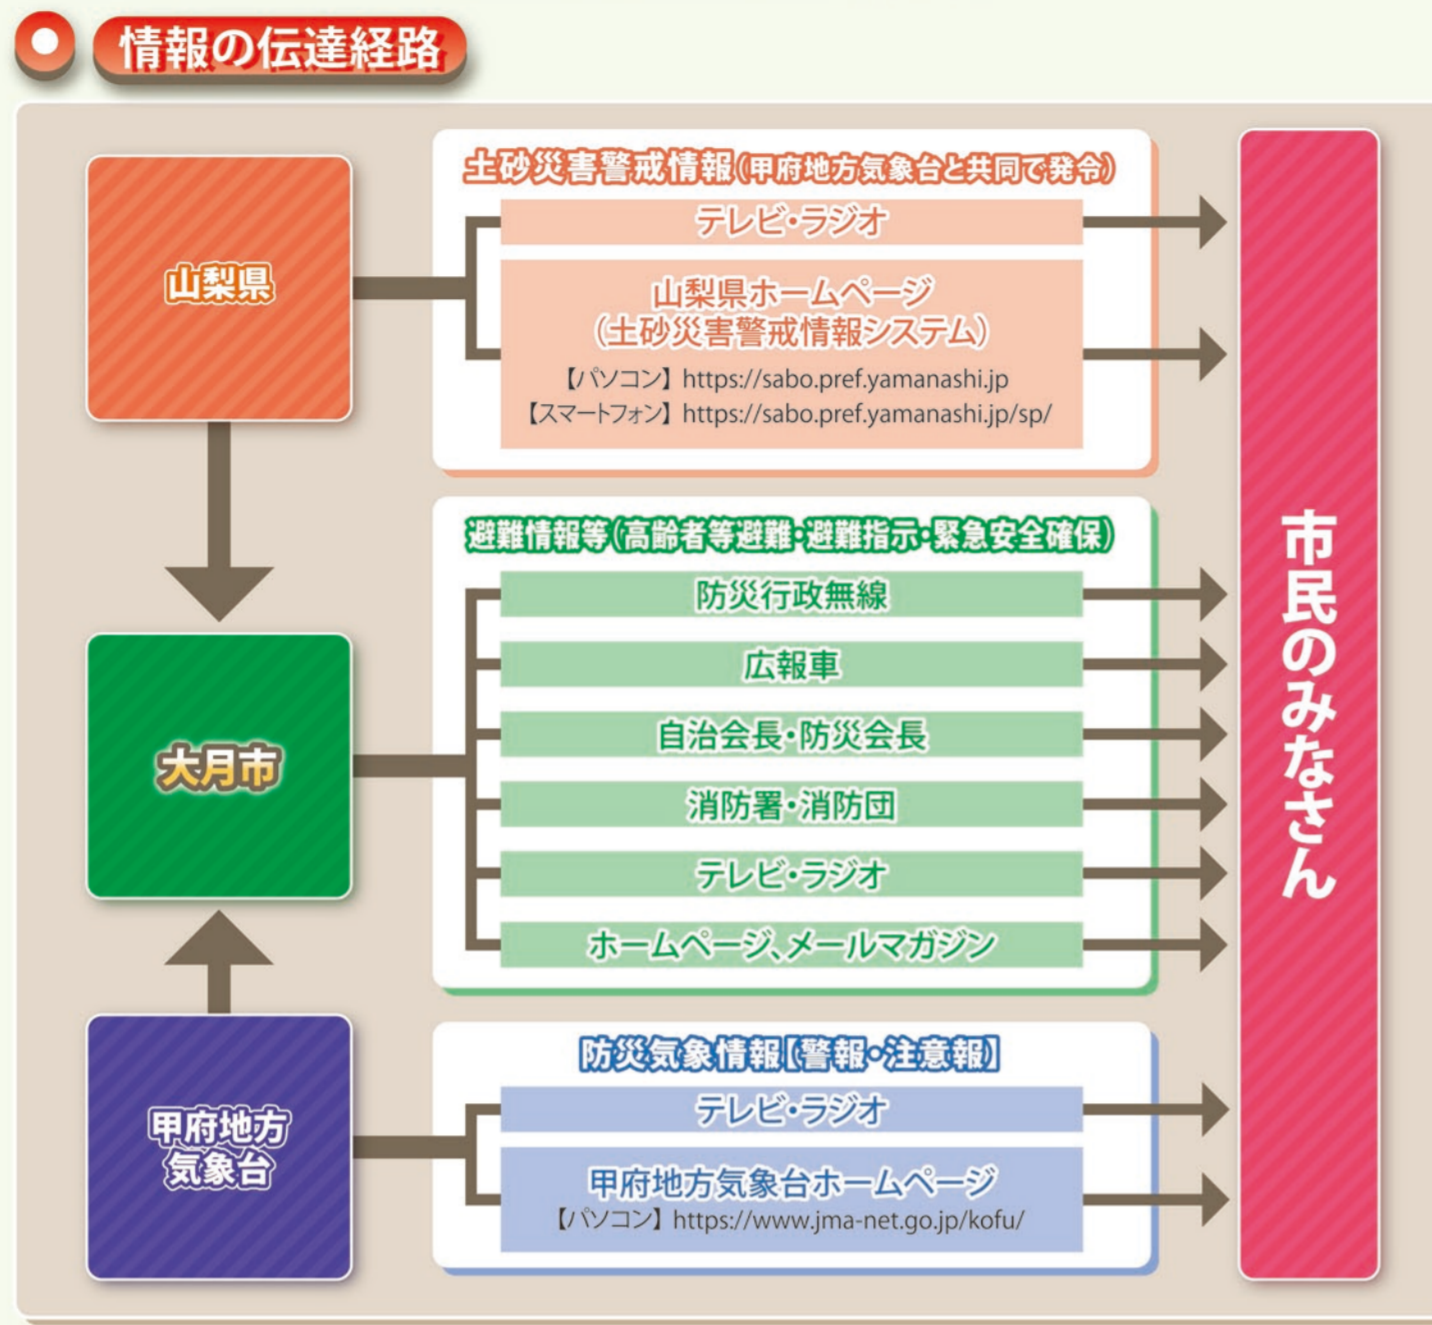 情報の伝達経路
山梨県
土砂災害警戒情報(甲府地方気象台と共同で発令)
テレビ・ラジオ
山梨県ホームページ
(土砂災害警戒情報システム)
【パソコン】https://sabo.pref.yamanashi.jp
【スマートフォン】https://sabo.pref.yamanashi.jp/sp/
大月市
避難情報等(高齢者等避難・避難指示・緊急安全確保)
防災行政無線
広報車
自治会長・防災会長
消防署・消防団
テレビ・ラジオ
ホームページ、メールマガジン
甲府地方
気象台
防災気象情報【警報・注意報】
テレビ・ラジオ
甲府地方気象台ホームページ
【パソコン】https://www.jma-net.go.jp/kofu/
市民のみなさん